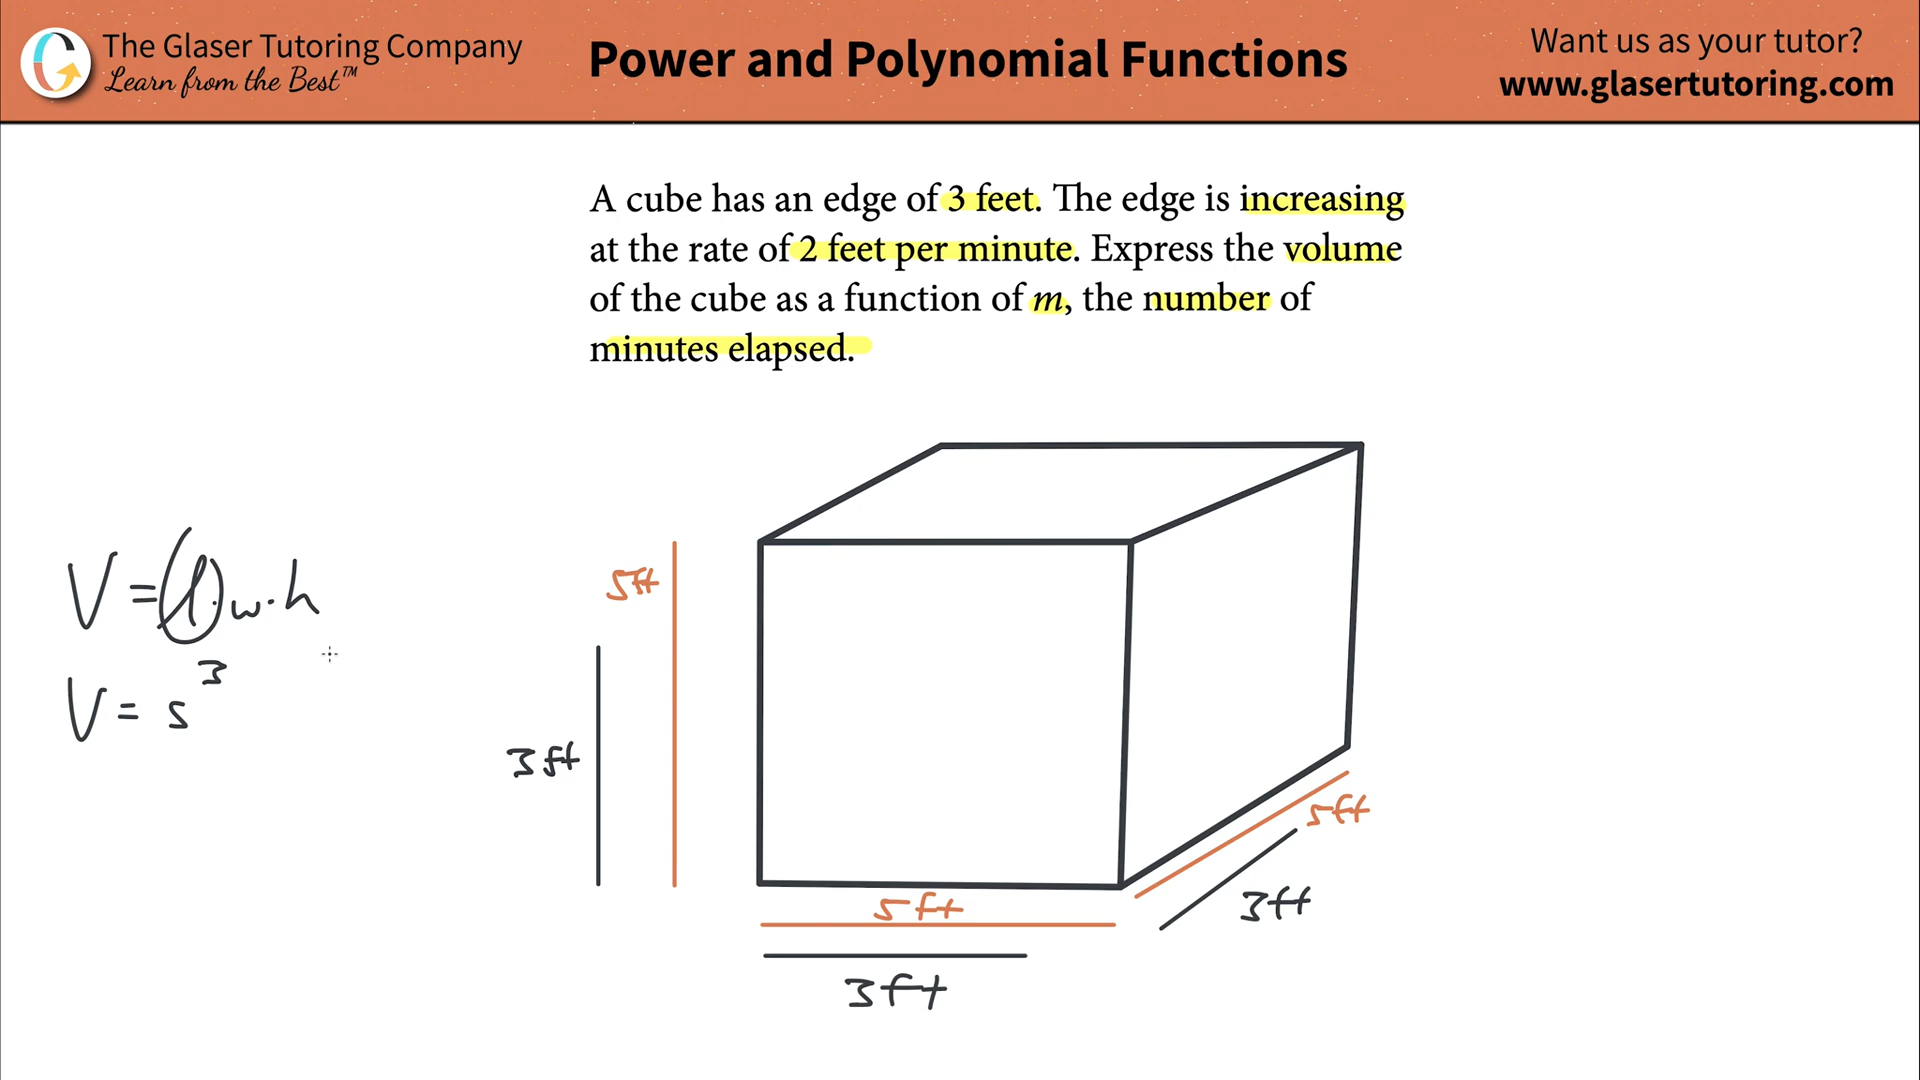 The Glaser Tutoring Company
Learn from the Best™
Power and Polynomial Functions
Want us as your tutor?
www.glasertutoring.com
A cube has an edge of 3 feet. The edge is increasing
at the rate of 2 feet per minute. Express the volume
of the cube as a function of m, the number of
minutes elapsed.
V = (l)·w·h
V = s³
5ft
3ft
5ft
3ft
5ft
3ft